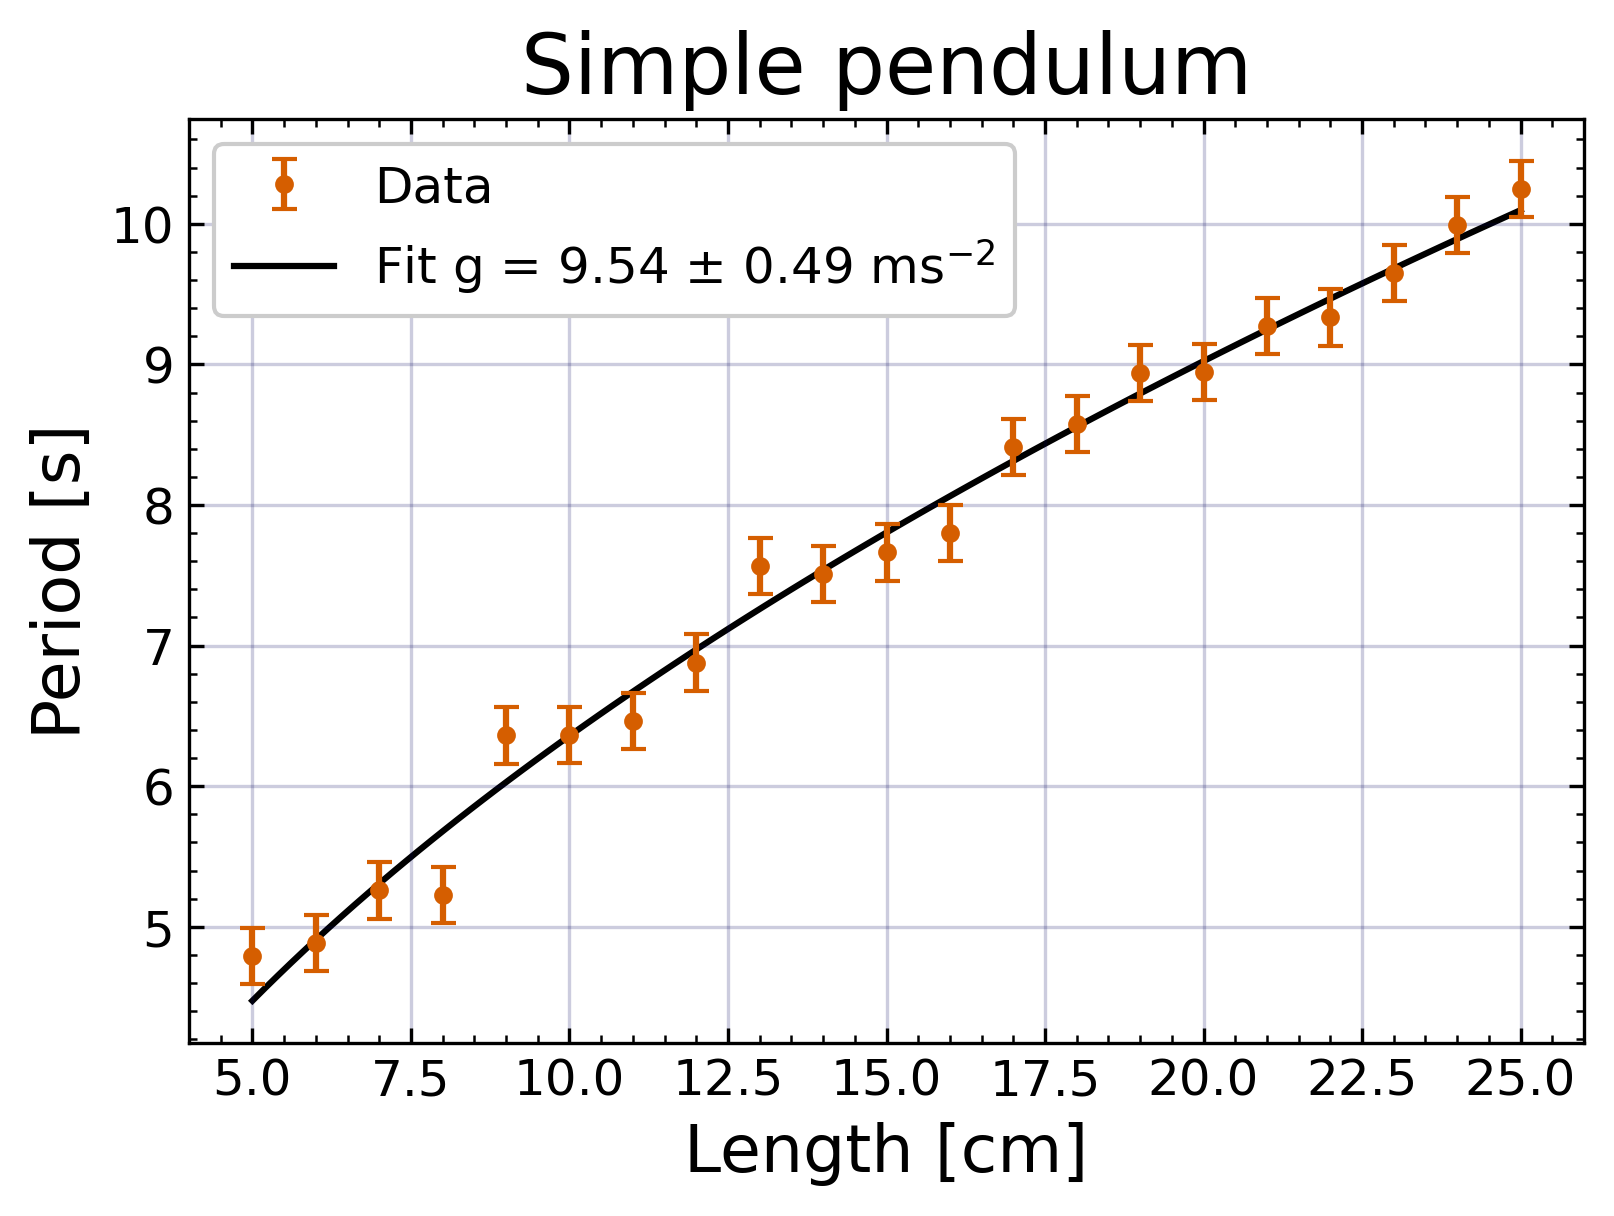 Simple pendulum
Data
Fit g = 9.54 ± 0.49 ms⁻²
10
9
8
7
6
5
Period [s]
5.0 7.5 10.0 12.5 15.0 17.5 20.0 22.5 25.0
Length [cm]